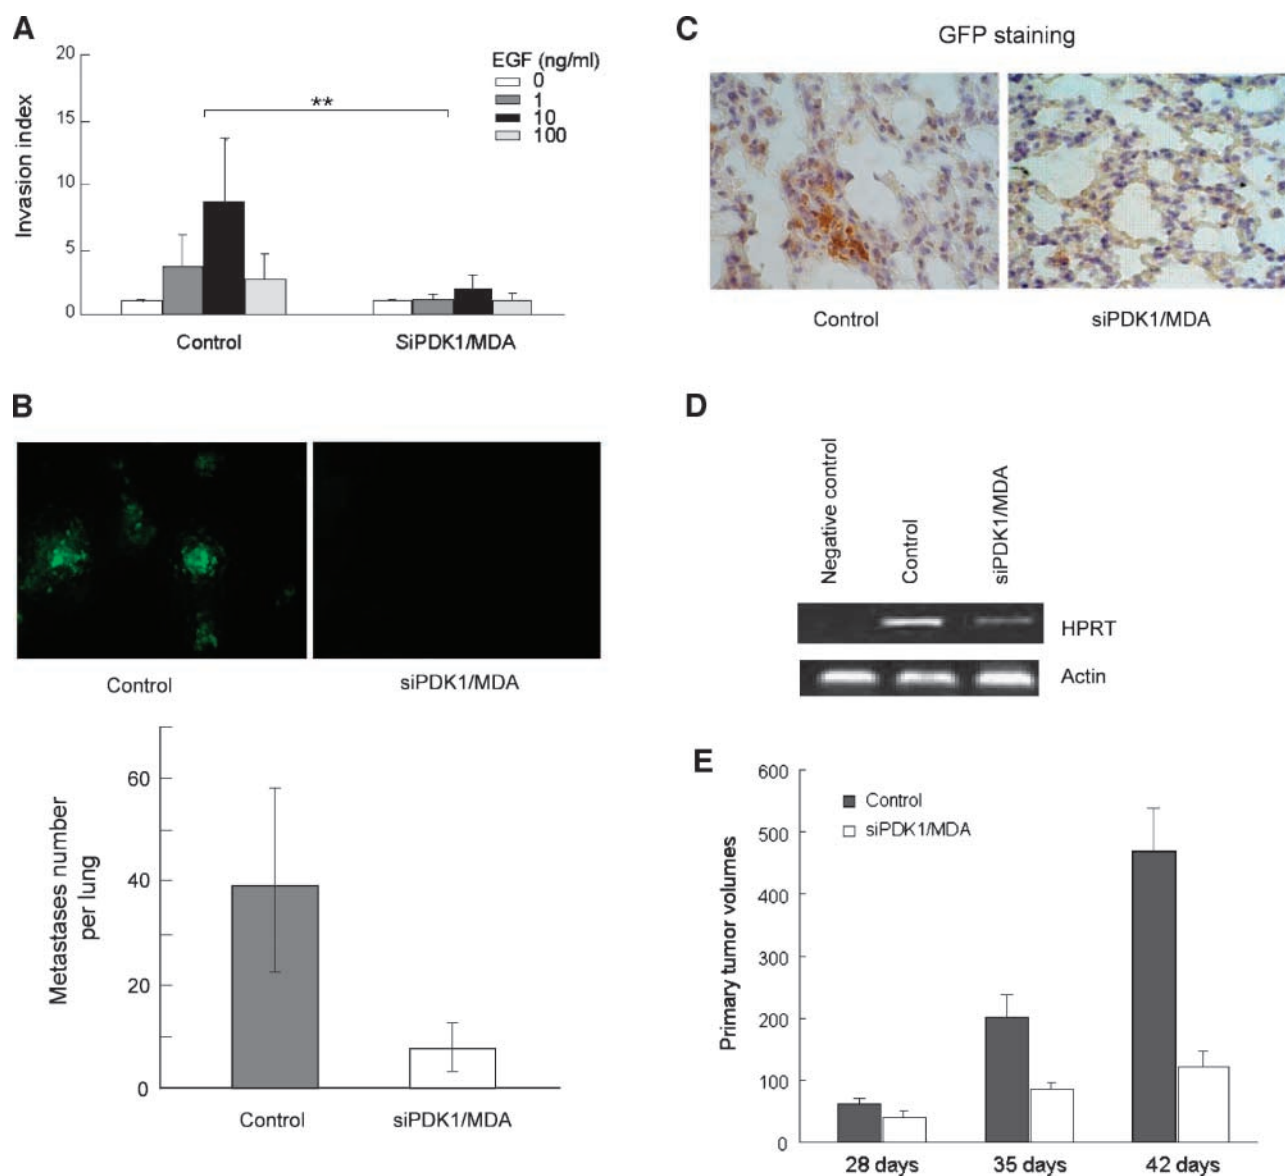 A
20
15
10
5
0
Invasion index
EGF (ng/ml)
0
1
10
100
**
Control
SiPDK1/MDA
B
Control
siPDK1/MDA
60
40
20
0
Metastases number
per lung
Control
siPDK1/MDA
C
GFP staining
Control
siPDK1/MDA
D
Negative control
Control
siPDK1/MDA
HPRT
Actin
E
600
500
400
300
200
100
0
Primary tumor volumes
Control
siPDK1/MDA
28 days
35 days
42 days